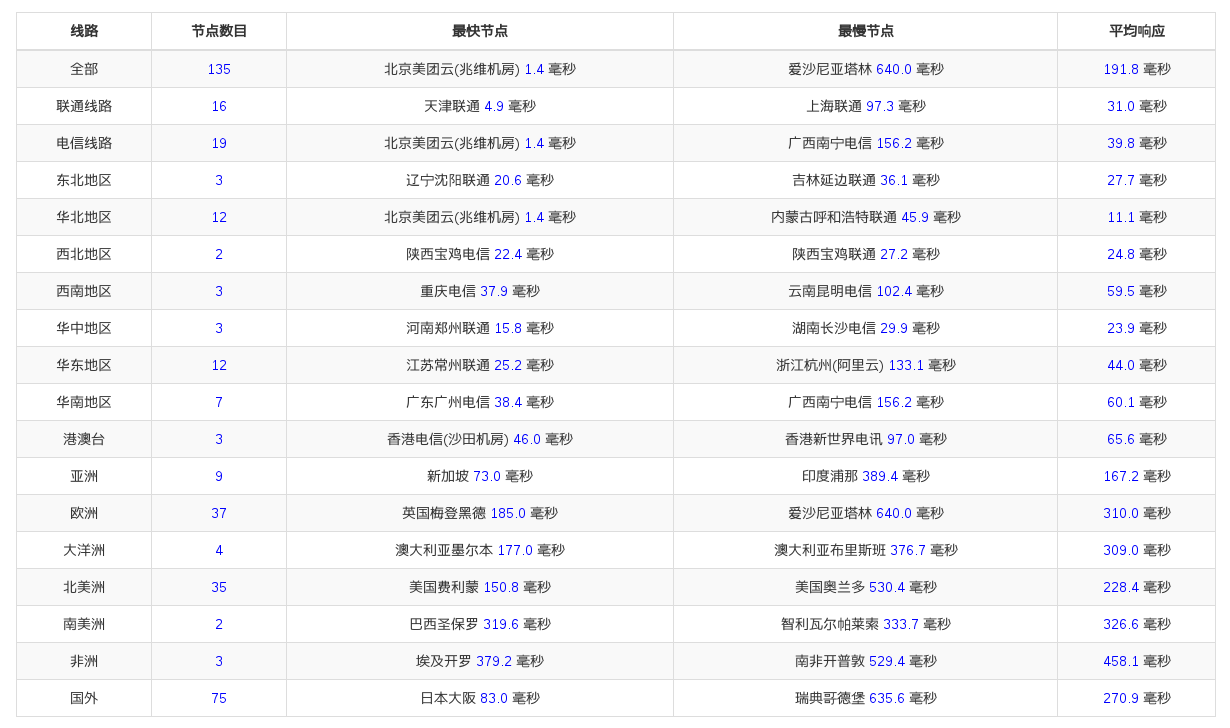 线路 节点数目 最快节点 最慢节点 平均响应
全部 135 北京美团云(兆维机房) 1.4 毫秒 爱沙尼亚塔林 640.0 毫秒 191.8 毫秒
联通线路 16 天津联通 4.9 毫秒 上海联通 97.3 毫秒 31.0 毫秒
电信线路 19 北京美团云(兆维机房) 1.4 毫秒 广西南宁电信 156.2 毫秒 39.8 毫秒
东北地区 3 辽宁沈阳联通 20.6 毫秒 吉林延边联通 36.1 毫秒 27.7 毫秒
华北地区 12 北京美团云(兆维机房) 1.4 毫秒 内蒙古呼和浩特联通 45.9 毫秒 11.1 毫秒
西北地区 2 陕西宝鸡电信 22.4 毫秒 陕西宝鸡联通 27.2 毫秒 24.8 毫秒
西南地区 3 重庆电信 37.9 毫秒 云南昆明电信 102.4 毫秒 59.5 毫秒
华中地区 3 河南郑州联通 15.8 毫秒 湖南长沙电信 29.9 毫秒 23.9 毫秒
华东地区 12 江苏常州联通 25.2 毫秒 浙江杭州(阿里云) 133.1 毫秒 44.0 毫秒
华南地区 7 广东广州电信 38.4 毫秒 广西南宁电信 156.2 毫秒 60.1 毫秒
港澳台 3 香港电信(沙田机房) 46.0 毫秒 香港新世界电讯 97.0 毫秒 65.6 毫秒
亚洲 9 新加坡 73.0 毫秒 印度浦那 389.4 毫秒 167.2 毫秒
欧洲 37 英国梅登黑德 185.0 毫秒 爱沙尼亚塔林 640.0 毫秒 310.0 毫秒
大洋洲 4 澳大利亚墨尔本 177.0 毫秒 澳大利亚布里斯班 376.7 毫秒 309.0 毫秒
北美洲 35 美国费利蒙 150.8 毫秒 美国奥兰多 530.4 毫秒 228.4 毫秒
南美洲 2 巴西圣保罗 319.6 毫秒 智利瓦尔帕莱索 333.7 毫秒 326.6 毫秒
非洲 3 埃及开罗 379.2 毫秒 南非开普敦 529.4 毫秒 458.1 毫秒
国外 75 日本大阪 83.0 毫秒 瑞典哥德堡 635.6 毫秒 270.9 毫秒